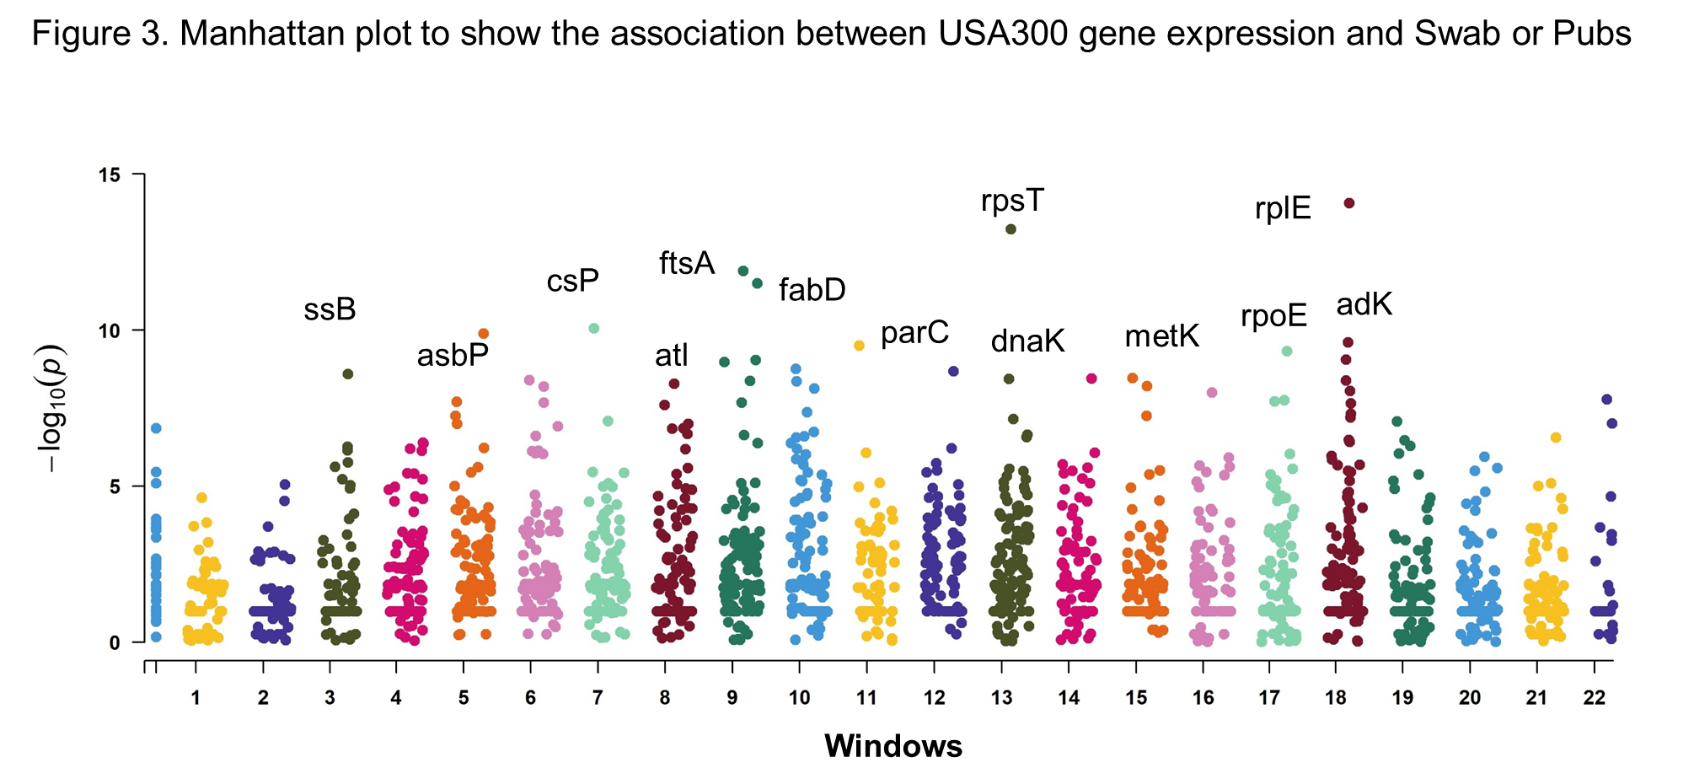 Figure 3. Manhattan plot to show the association between USA300 gene expression and Swab or Pubs
15
rpsT
rplE
ftsA
csP
fabD
ssB
adK
rpoE
10
parC
dnaK
metK
asbP
atl
−log10(p)
5
0
1 2 3 4 5 6 7 8 9 10 11 12 13 14 15 16 17 18 19 20 21 22
Windows